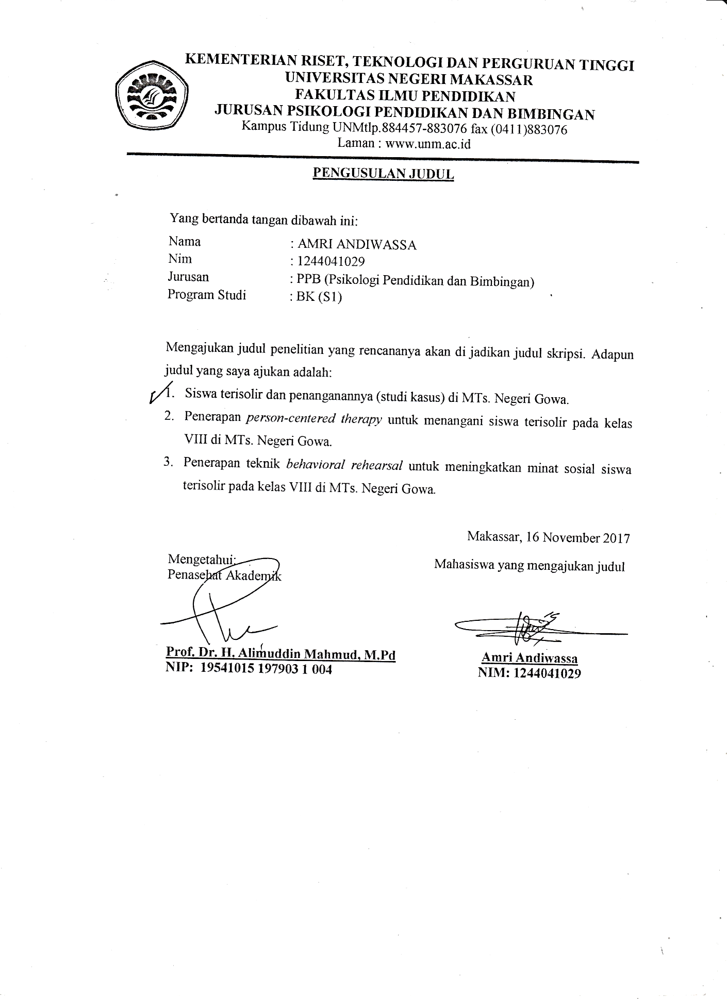 KEMENTERIAN RISET, TEKNOLOGI DAN PERGURUAN TINGGI
UNIVERSITAS NEGERI MAKASSAR
FAKULTAS ILMU PENDIDIKAN
JURUSAN PSIKOLOGI PENDIDIKAN DAN BIMBINGAN
Kampus Tidung UNMtlp.884457-883076 fax (0411)883076
Laman : www.unm.ac.id
PENGUSULAN JUDUL
Yang bertanda tangan dibawah ini:
Nama : AMRI ANDIWASSA
Nim : 1244041029
Jurusan : PPB (Psikologi Pendidikan dan Bimbingan)
Program Studi : BK (S1)
Mengajukan judul penelitian yang rencananya akan di jadikan judul skripsi. Adapun
judul yang saya ajukan adalah:
1. Siswa terisolir dan penanganannya (studi kasus) di MTs. Negeri Gowa.
2. Penerapan person-centered therapy untuk menangani siswa terisolir pada kelas
VIII di MTs. Negeri Gowa.
3. Penerapan teknik behavioral rehearsal untuk meningkatkan minat sosial siswa
terisolir pada kelas VIII di MTs. Negeri Gowa.
Makassar, 16 November 2017
Mengetahui:
Penasehat Akademik
Mahasiswa yang mengajukan judul
Prof. Dr. H. Alimuddin Mahmud, M.Pd
NIP: 19541015 197903 1 004
Amri Andiwassa
NIM: 1244041029